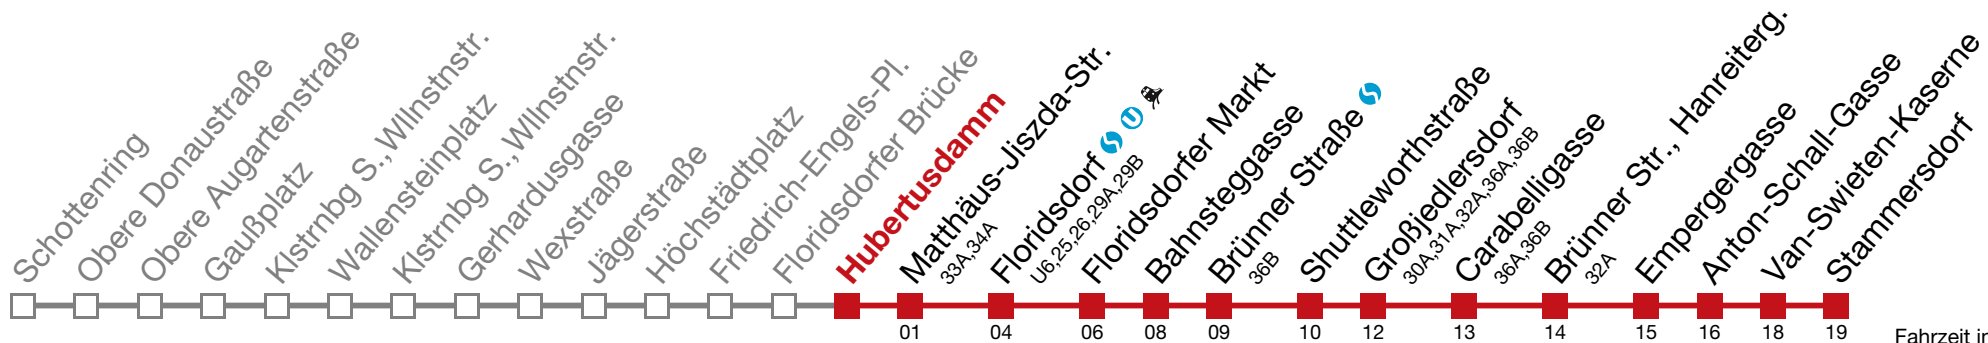 Schottenring
Obere Donaustraße
Obere Augartenstraße
Gaußplatz
Klstrnbg S., Wllnstnstr.
Wallensteinplatz
Klstrnbg S., Wllnstnstr.
Gerhardusgasse
Wexstraße
Jägerstraße
Höchstädtplatz
Friedrich-Engels-Pl.
Floridsdorfer Brücke
Hubertusdamm
Matthäus-Jiszda-Str.
33A,34A
Floridsdorf S U
U6,25,26,29A,29B
Floridsdorfer Markt
Bahnsteggasse
Brünner Straße S
36B
Shuttleworthstraße
Großjedlersdorf
30A,31A,32A,36A,36B
Carabelligasse
36A,36B
Brünner Str., Hanreiterg.
32A
Empergergasse
Anton-Schall-Gasse
Van-Swieten-Kaserne
Stammersdorf
01 04 06 08 09 10 12 13 14 15 16 18 19
Fahrzeit in